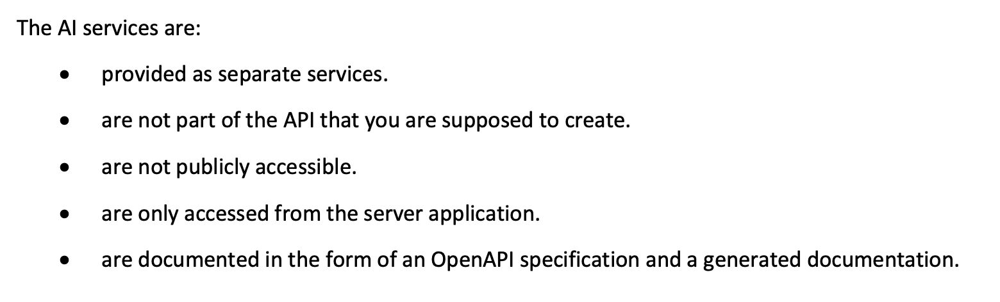 The AI services are:
• provided as separate services.
• are not part of the API that you are supposed to create.
• are not publicly accessible.
• are only accessed from the server application.
• are documented in the form of an OpenAPI specification and a generated documentation.